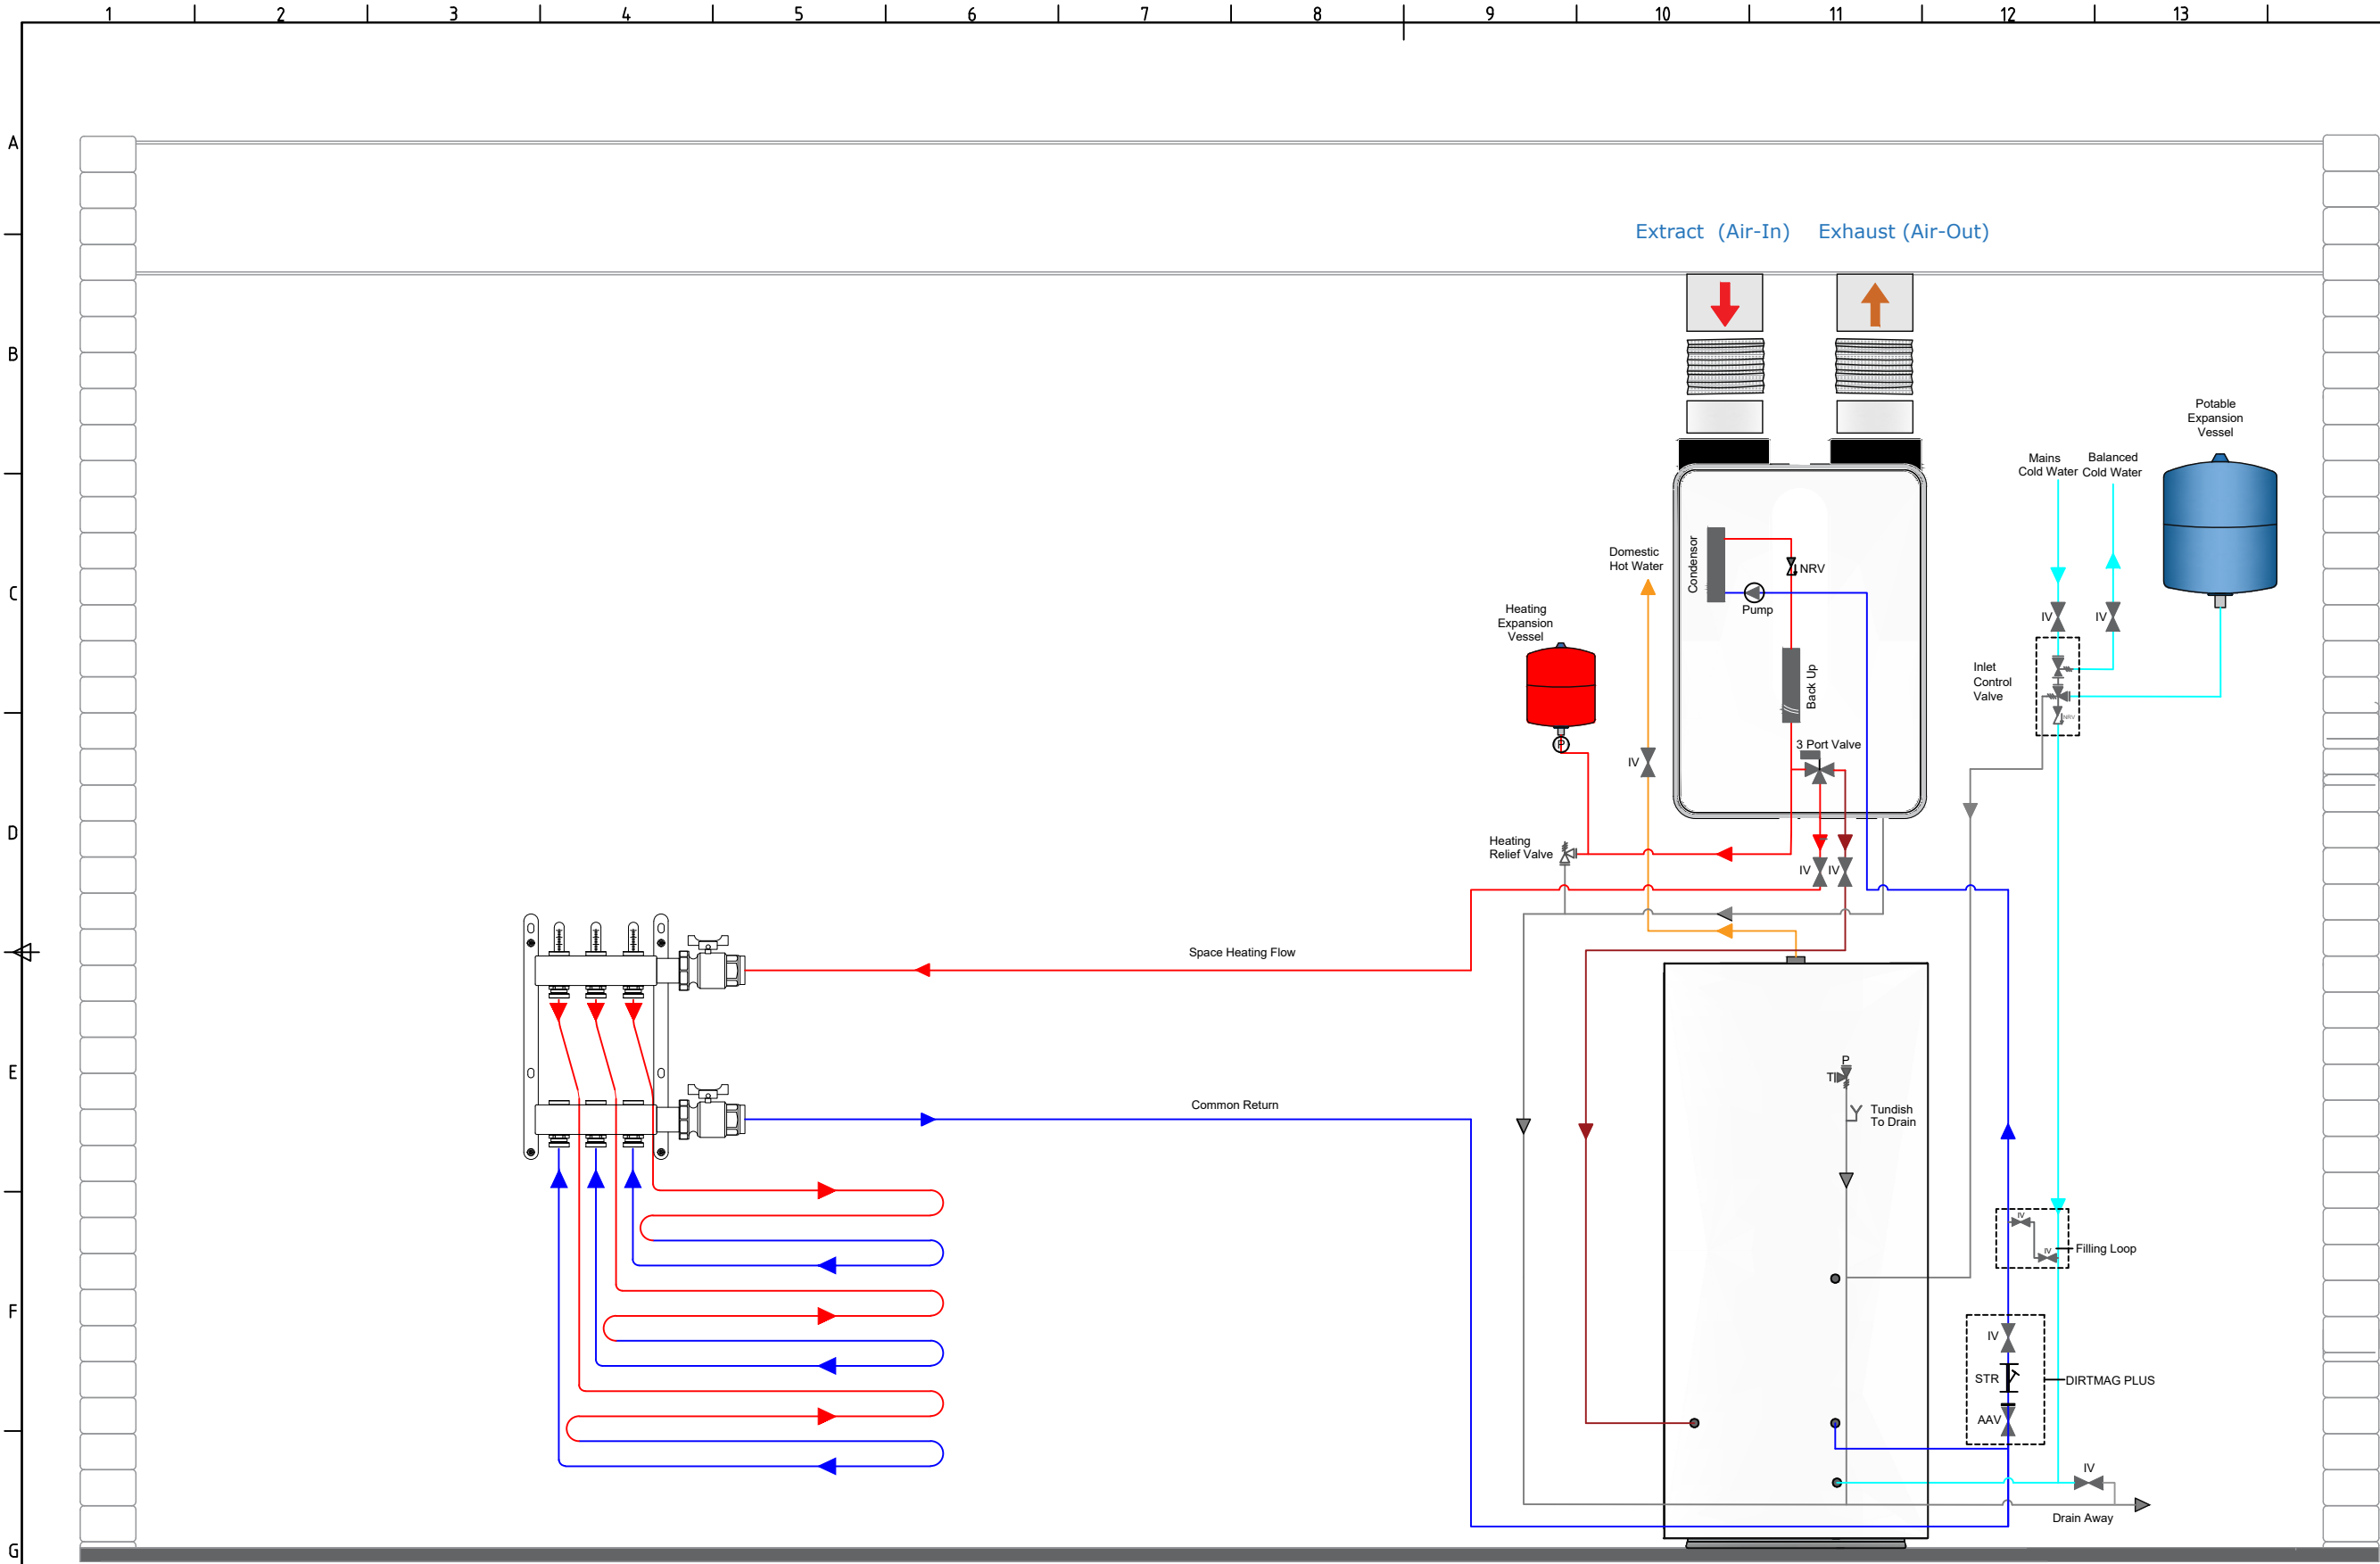 1 2 3 4 5 6 7 8 9 10 11 12 13
A
Extract (Air-In) Exhaust (Air-Out)
B
Potable
Expansion
Vessel
Mains
Cold Water
Balanced
Cold Water
Domestic
Hot Water
Condensor
NRV
C
Pump
Heating
Expansion
Vessel
IV
IV
Inlet
Control
Valve
Back Up
NRV
P
3 Port Valve
IV
D
Heating
Relief Valve
IV
IV
Space Heating Flow
P
T
E
Common Return
Tundish
To Drain
IV
IV
Filling Loop
F
IV
STR
DIRTMAG PLUS
AAV
IV
Drain Away
G